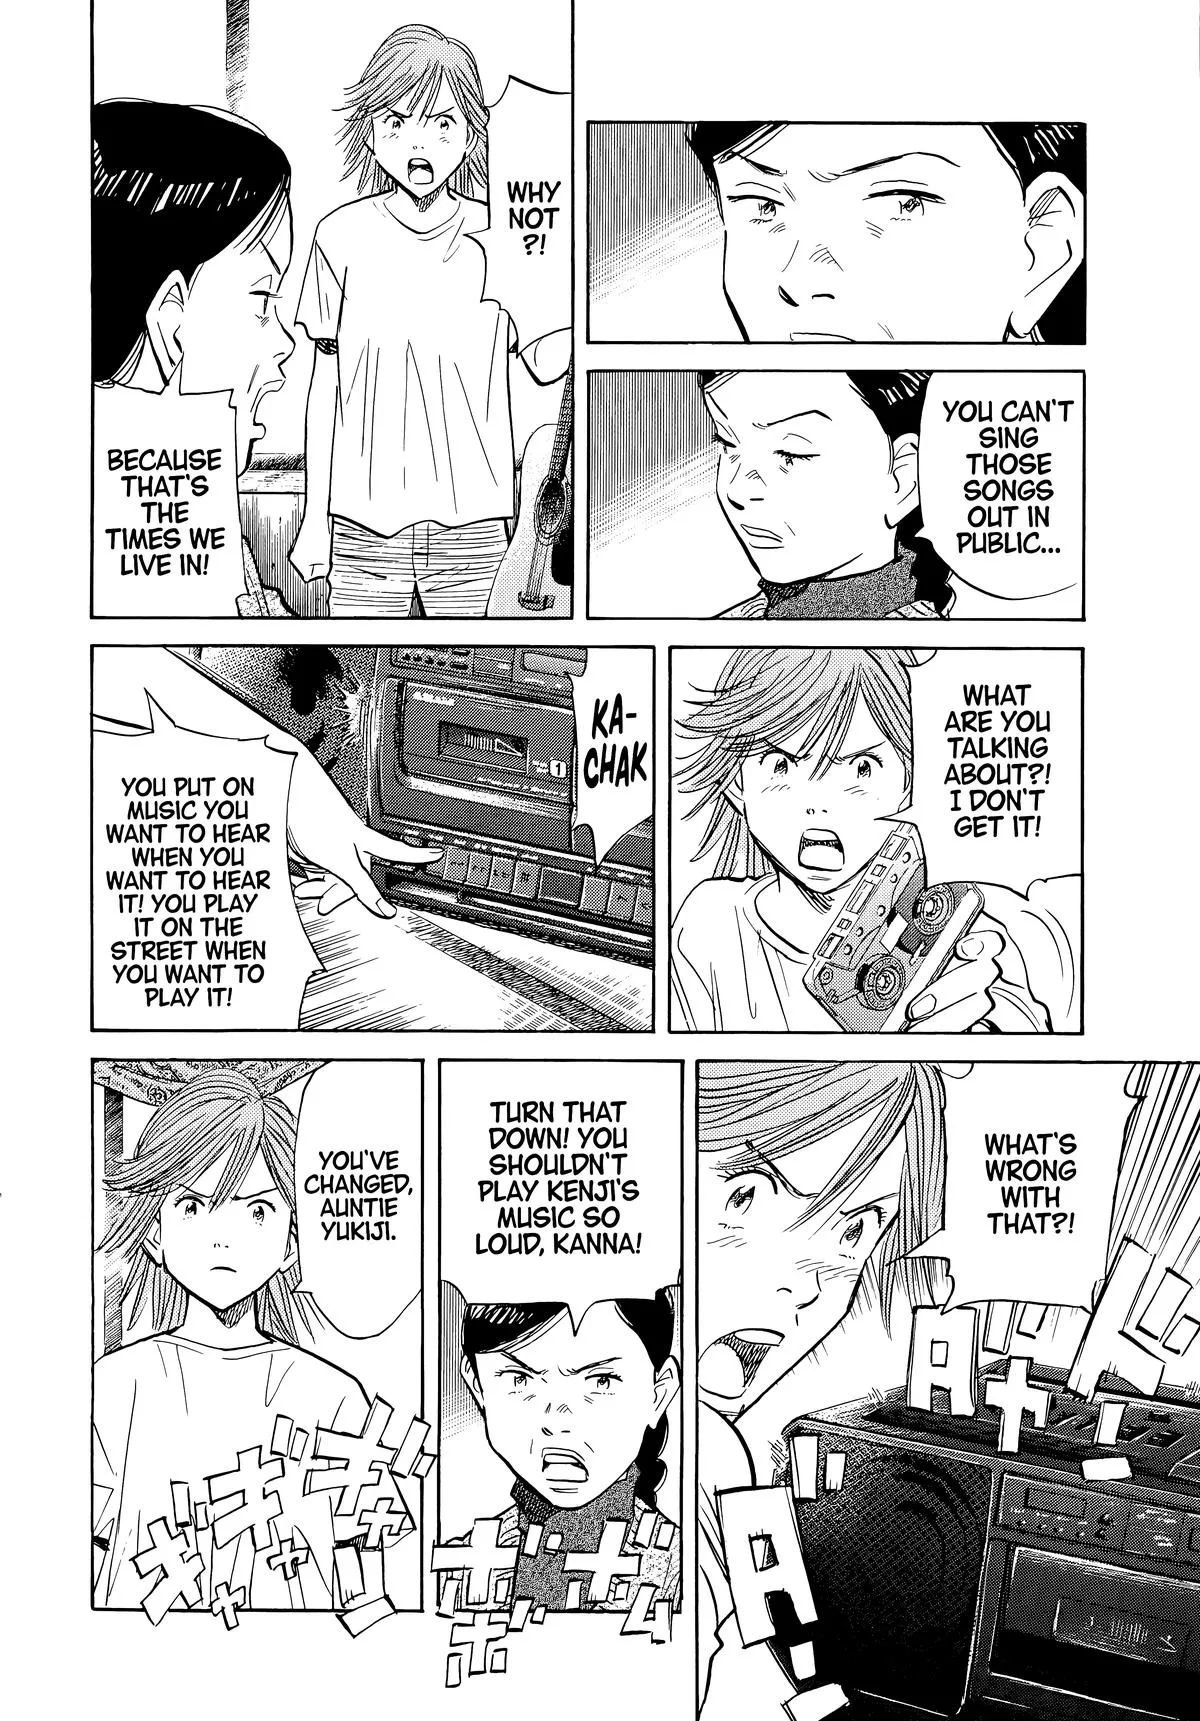 YOU CAN'T
SING
THOSE
SONGS
OUT IN
PUBLIC...
WHY
NOT
?!
BECAUSE
THAT'S
THE
TIMES WE
LIVE IN!
WHAT
ARE YOU
TALKING
ABOUT?!
I DON'T
GET IT!
KA-
CHAK
1
YOU PUT ON
MUSIC YOU
WANT TO HEAR
WHEN YOU
WANT TO HEAR
IT! YOU PLAY
IT ON THE
STREET WHEN
YOU WANT TO
PLAY IT!
WHAT'S
WRONG
WITH
THAT?!
TURN THAT
DOWN! YOU
SHOULDN'T
PLAY KENJI'S
MUSIC SO
LOUD, KANNA!
YOU'VE
CHANGED,
AUNTIE
YUKIJI.